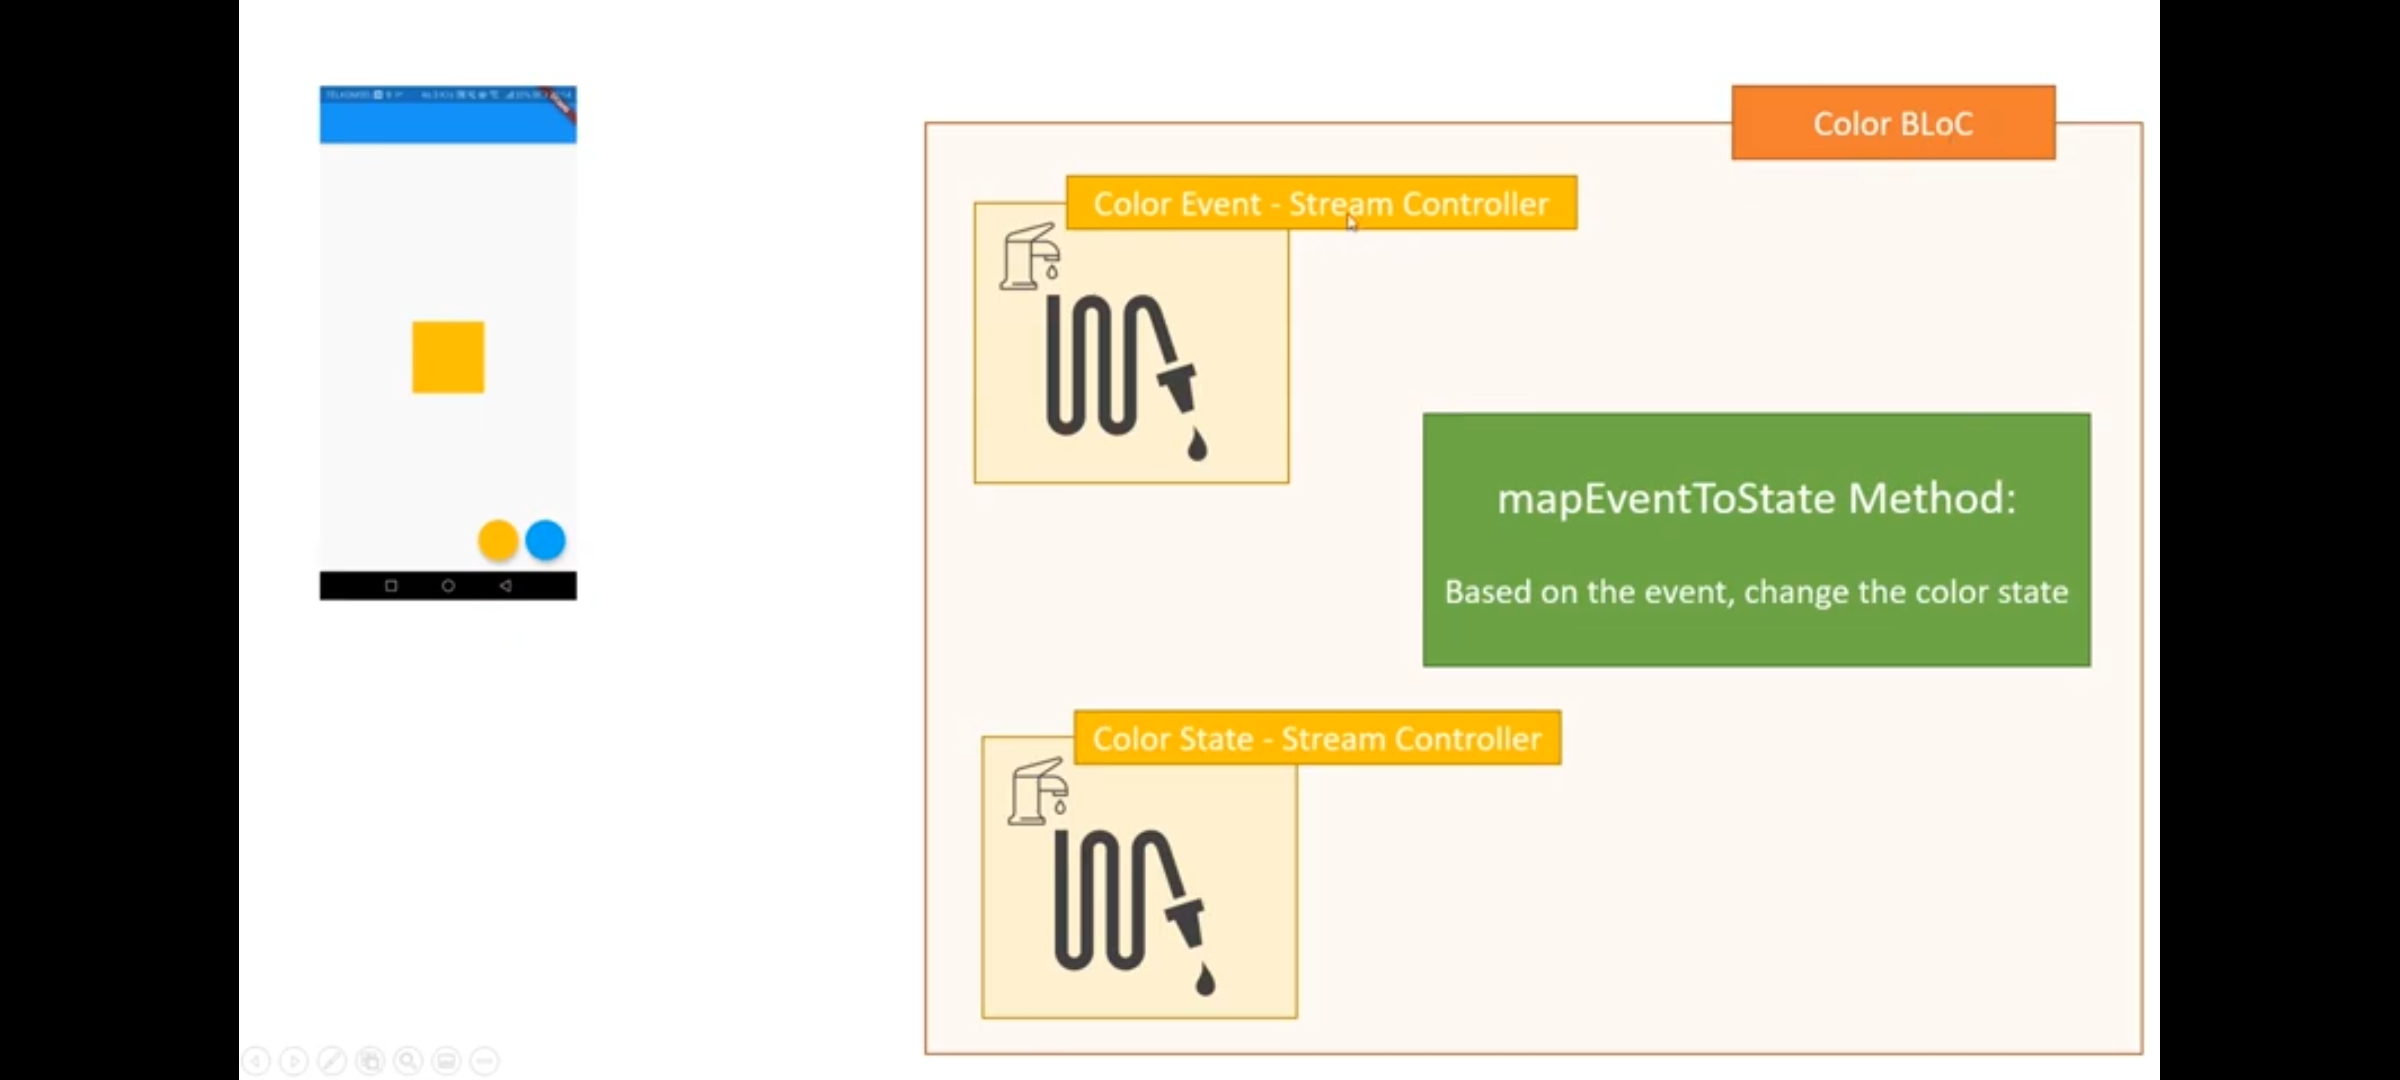 TELKOMSEL
Color BLoC
Color Event - Stream Controller
mapEventToState Method:
Based on the event, change the color state
Color State - Stream Controller